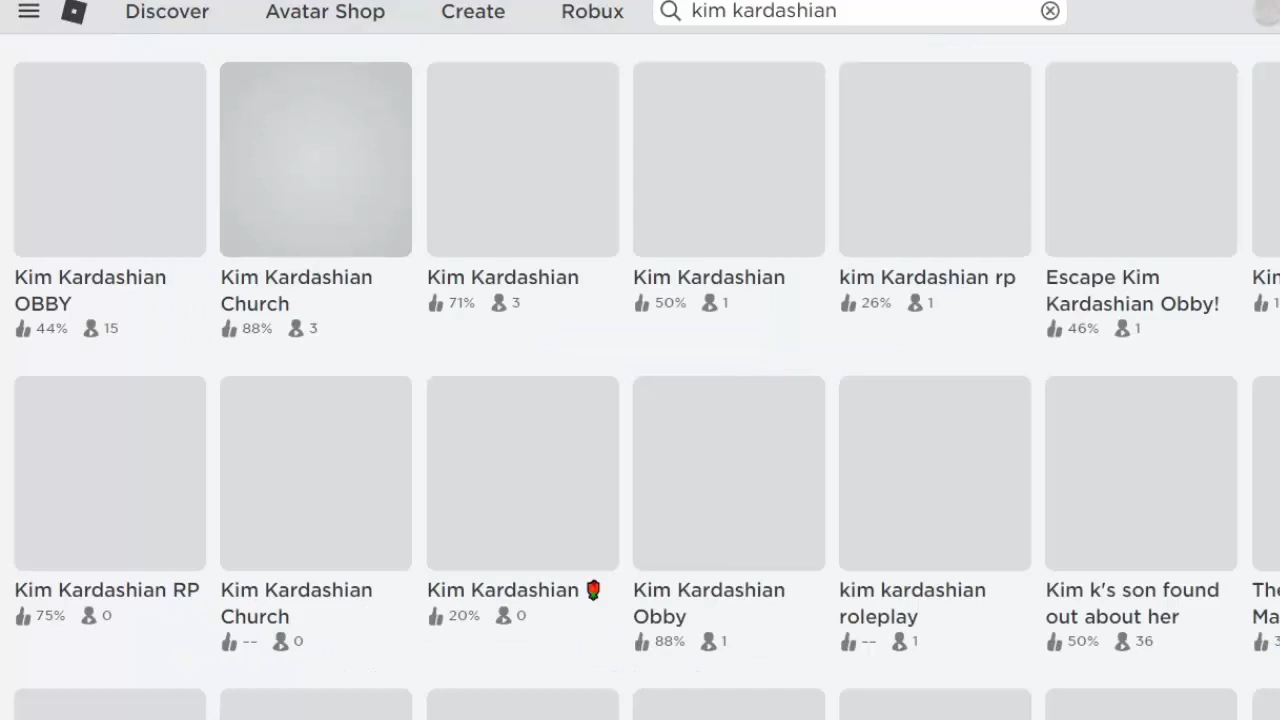 Discover Avatar Shop Create Robux kim kardashian
Kim Kardashian OBBY
44% 15
Kim Kardashian Church
88% 3
Kim Kardashian
71% 3
Kim Kardashian
50% 1
kim Kardashian rp
26% 1
Escape Kim Kardashian Obby!
46% 1
Kim Kardashian RP
75% 0
Kim Kardashian Church
-- 0
Kim Kardashian 🌹
20% 0
Kim Kardashian Obby
88% 1
kim kardashian roleplay
-- 1
Kim k's son found out about her
50% 36